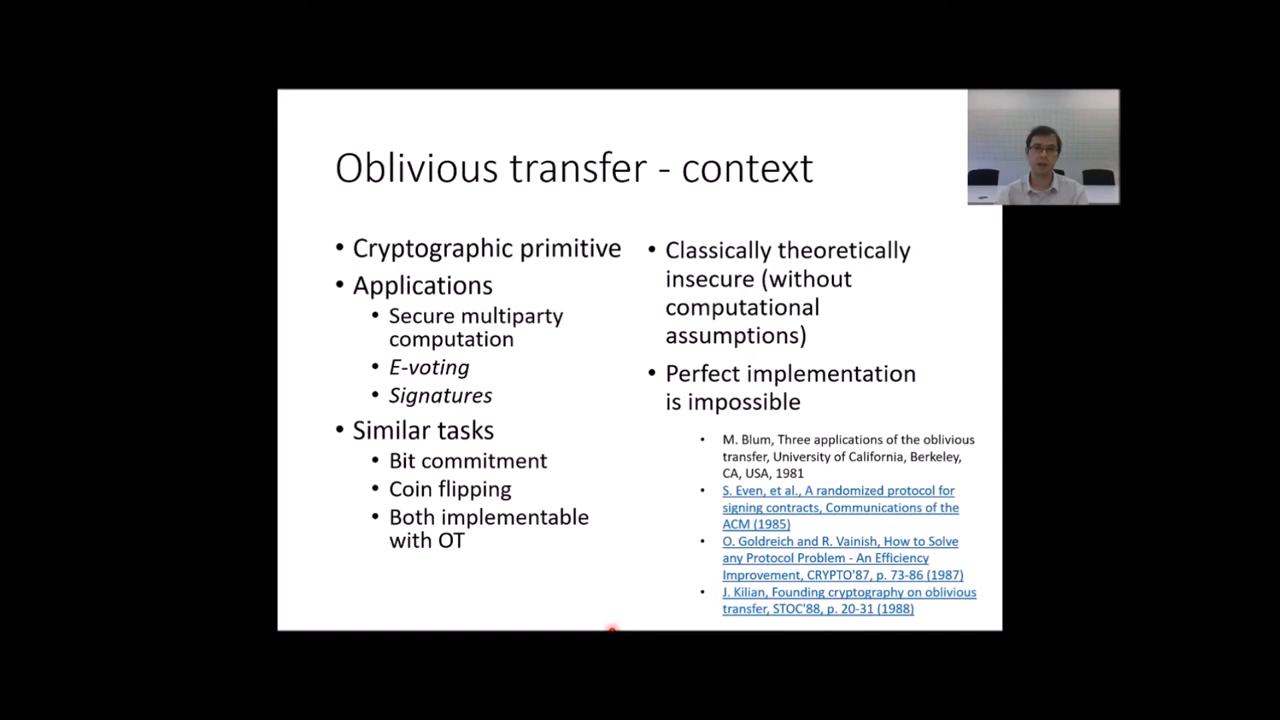 Oblivious transfer - context
• Cryptographic primitive
• Applications
• Secure multiparty
computation
• E-voting
• Signatures
• Similar tasks
• Bit commitment
• Coin flipping
• Both implementable
with OT
• Classically theoretically
insecure (without
computational
assumptions)
• Perfect implementation
is impossible
• M. Blum, Three applications of the oblivious
transfer, University of California, Berkeley,
CA, USA, 1981
• S. Even, et al., A randomized protocol for
signing contracts, Communications of the
ACM (1985)
• O. Goldreich and R. Vainish, How to Solve
any Protocol Problem - An Efficiency
Improvement, CRYPTO'87, p. 73-86 (1987)
• J. Kilian, Founding cryptography on oblivious
transfer, STOC'88, p. 20-31 (1988)